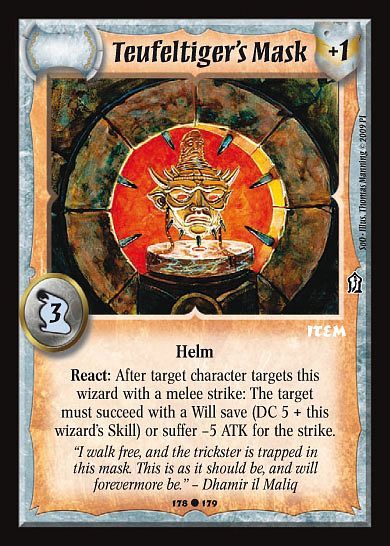 Teufeltiger's Mask
+1
SnD - Illus. Thomas Manning © 2009 PI
3
ITEM
Helm
React: After target character targets this
wizard with a melee strike: The target
must succeed with a Will save (DC 5 + this
wizard's Skill) or suffer –5 ATK for the strike.
"I walk free, and the trickster is trapped in
this mask. This is as it should be, and will
forevermore be." – Dhamir il Maliq
178 ● 179